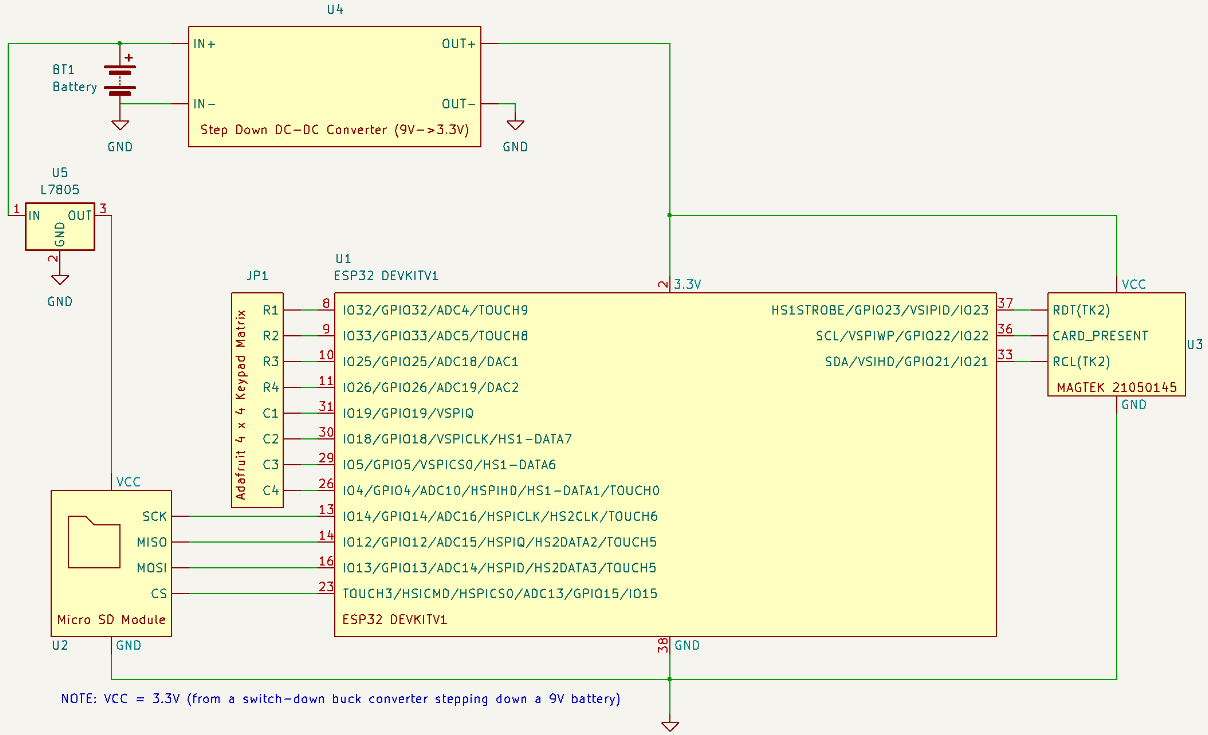 U4
IN+
OUT+
BT1
Battery
+
IN-
OUT-
Step Down DC-DC Converter (9V->3.3V)
GND
GND
U5
L7805
1
IN
OUT
3
GND
2
GND
JP1
U1
ESP32 DEVKITV1
2
3.3V
VCC
Adafruit 4 x 4 Keypad Matrix
R1
8
IO32/GPIO32/ADC4/TOUCH9
HS1STROBE/GPIO23/VSIPID/IO23
37
RDT(TK2)
R2
9
IO33/GPIO33/ADC5/TOUCH8
SCL/VSPIWP/GPIO22/IO22
36
CARD_PRESENT
U3
R3
10
IO25/GPIO25/ADC18/DAC1
SDA/VSIHD/GPIO21/IO21
33
RCL(TK2)
R4
11
IO26/GPIO26/ADC19/DAC2
MAGTEK 21050145
GND
C1
31
IO19/GPIO19/VSPIQ
C2
30
IO18/GPIO18/VSPICLK/HS1-DATA7
C3
29
IO5/GPIO5/VSPICS0/HS1-DATA6
C4
26
IO4/GPIO4/ADC10/HSPIHD/HS1-DATA1/TOUCH0
VCC
SCK
13
IO14/GPIO14/ADC16/HSPICLK/HS2CLK/TOUCH6
MISO
14
IO12/GPIO12/ADC15/HSPIQ/HS2DATA2/TOUCH5
MOSI
16
IO13/GPIO13/ADC14/HSPID/HS2DATA3/TOUCH5
CS
23
TOUCH3/HSICMD/HSPICS0/ADC13/GPIO15/IO15
Micro SD Module
ESP32 DEVKITV1
U2
GND
38
GND
NOTE: VCC = 3.3V (from a switch-down buck converter stepping down a 9V battery)